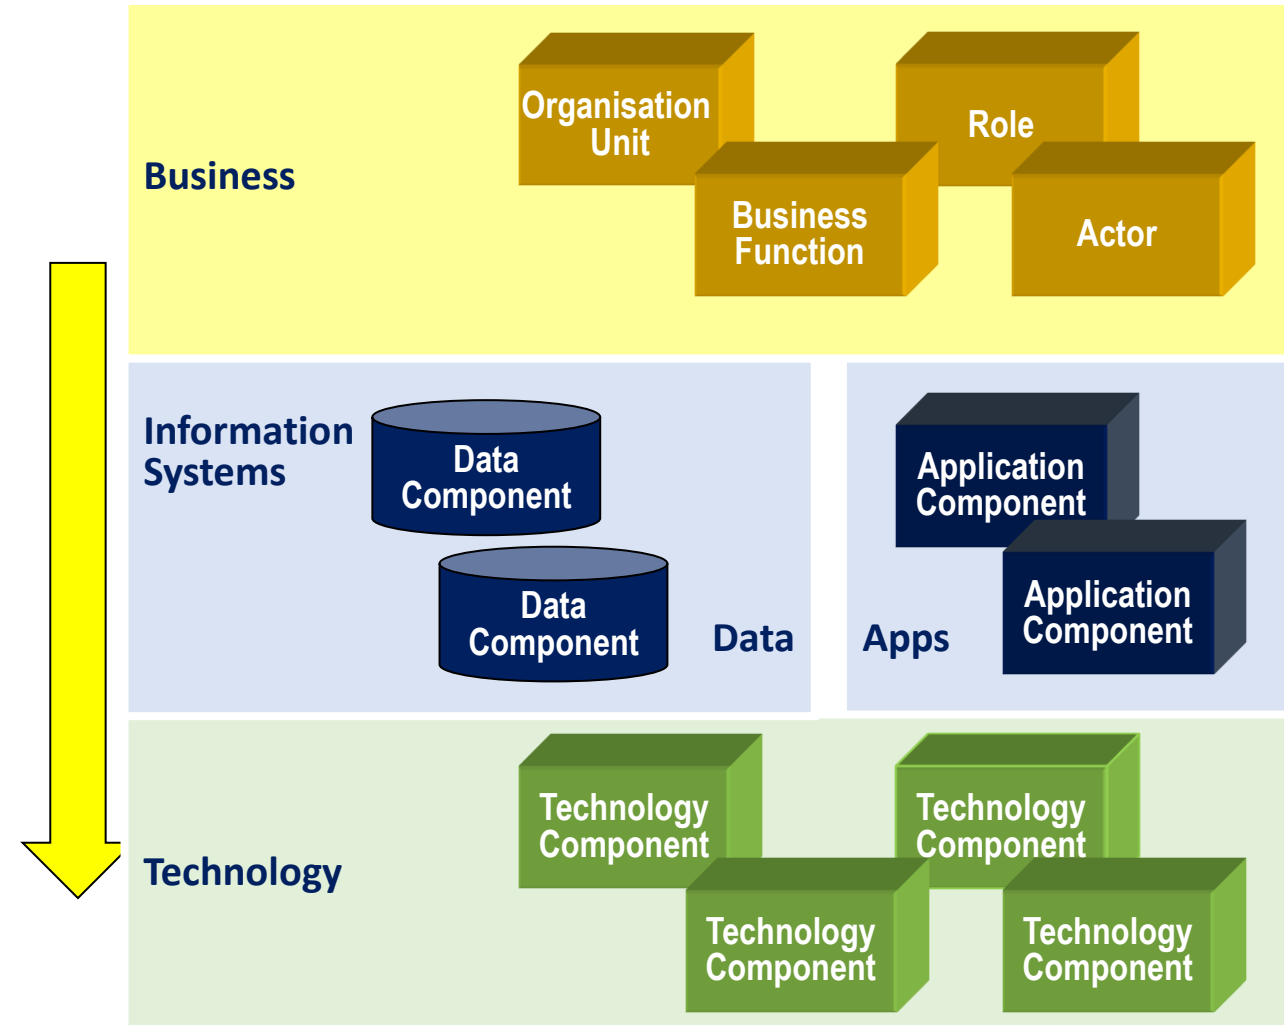 Organisation
Unit
Role
Business
Business
Function
Actor
Information
Systems
Data
Component
Application
Component
Data
Component
Data
Apps
Application
Component
Technology
Component
Technology
Component
Technology
Technology
Component
Technology
Component